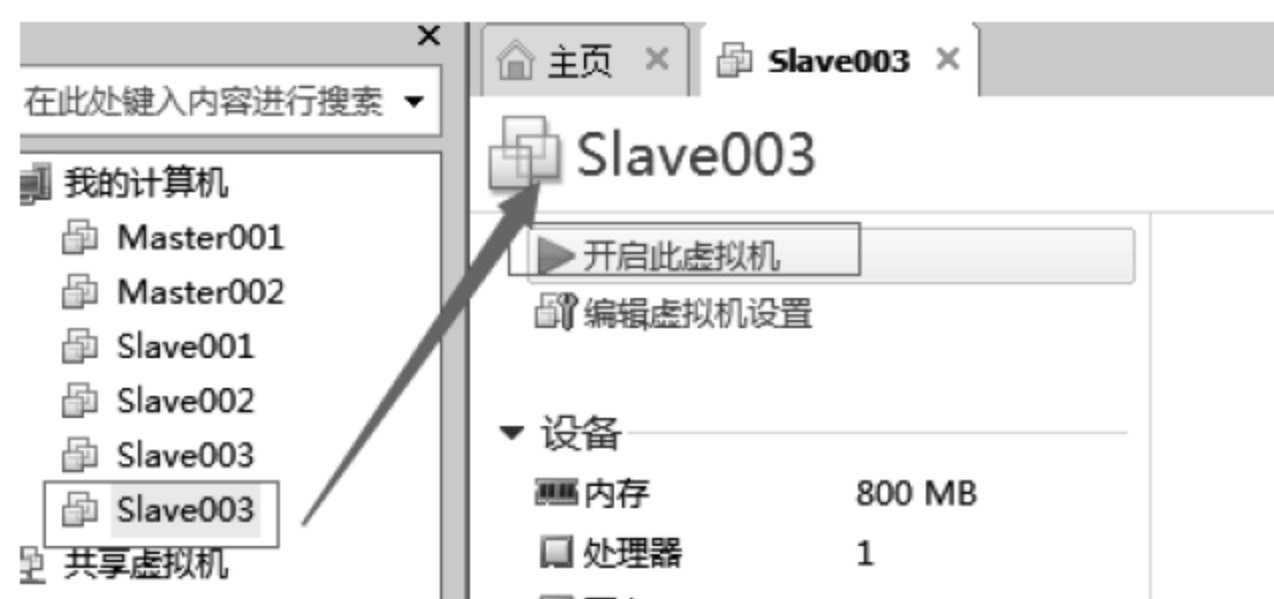 在此处键入内容进行搜索
我的计算机
Master001
Master002
Slave001
Slave002
Slave003
Slave003
共享虚拟机
主页
Slave003
Slave003
开启此虚拟机
编辑虚拟机设置
设备
内存 800 MB
处理器 1